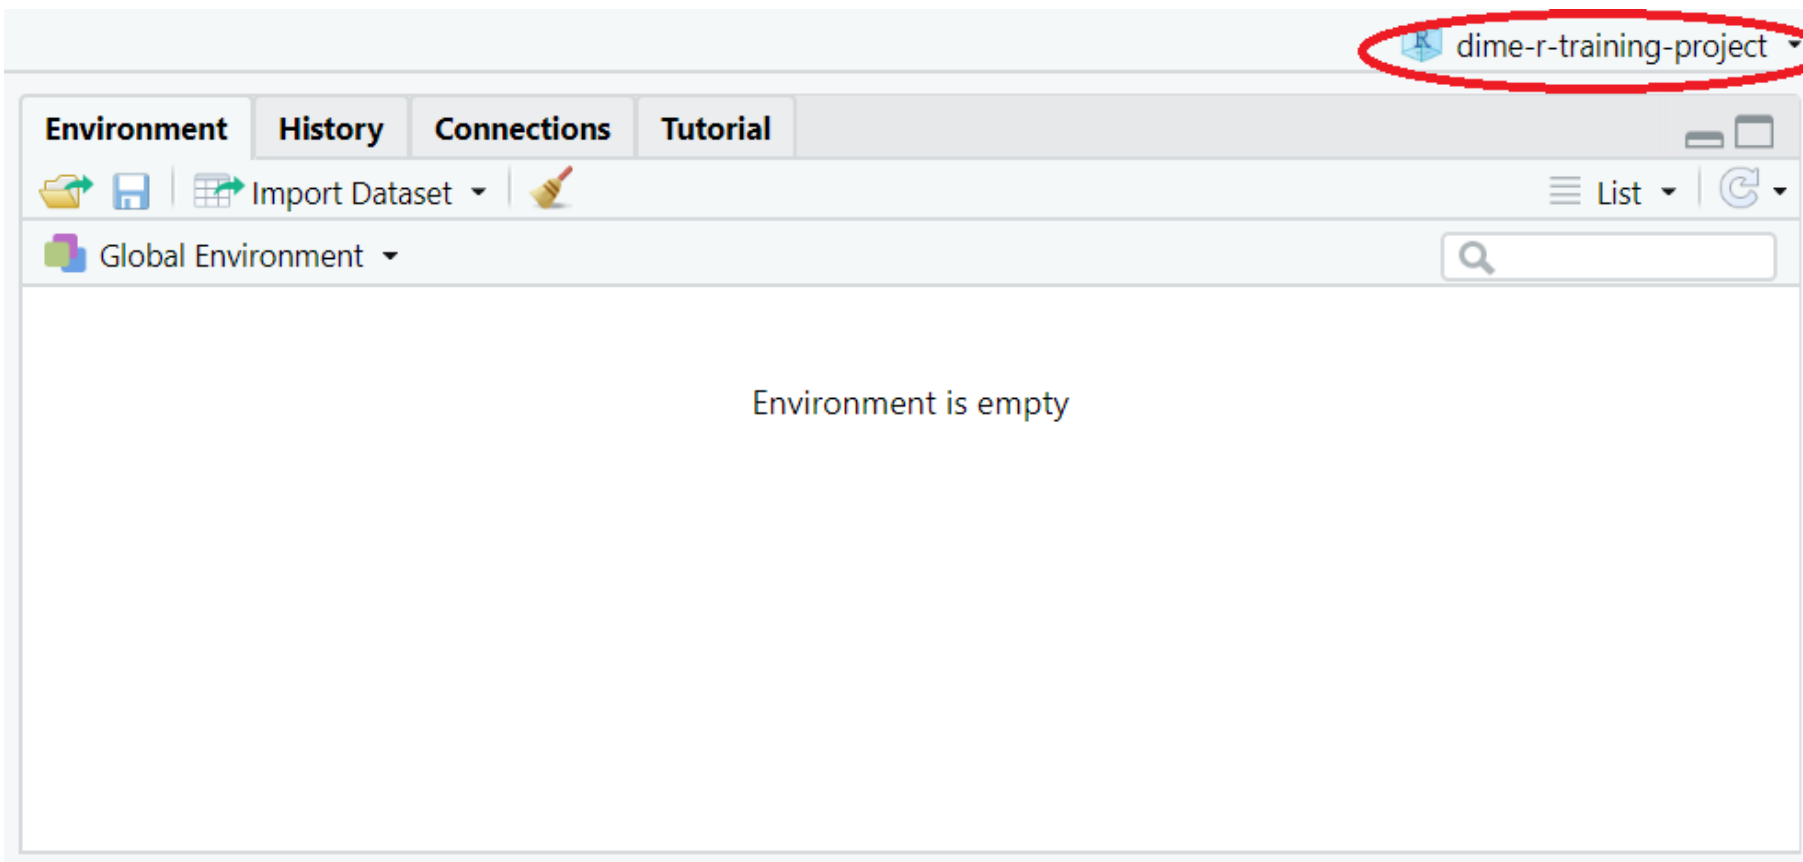 R dime-r-training-project
Environment History Connections Tutorial
Import Dataset List
Global Environment
Environment is empty